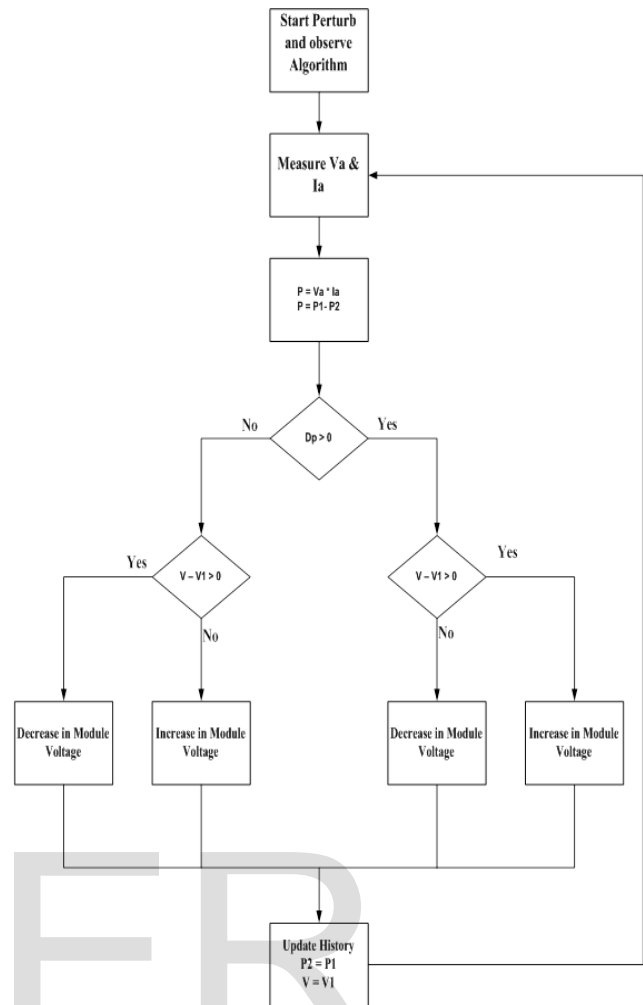 Start Perturb
and observe
Algorithm
Measure Va &
Ia
P = Va * Ia
P = P1- P2
No
Dp > 0
Yes
Yes
V – V1 > 0
No
V – V1 > 0
Yes
No
Decrease in Module
Voltage
Increase in Module
Voltage
Decrease in Module
Voltage
Increase in Module
Voltage
ER
Update History
P2 = P1
V = V1